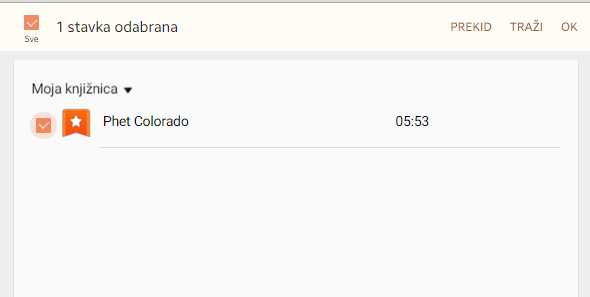 1 stavka odabrana PREKID TRAŽI OK
Sve
Moja knjižnica
Phet Colorado 05:53